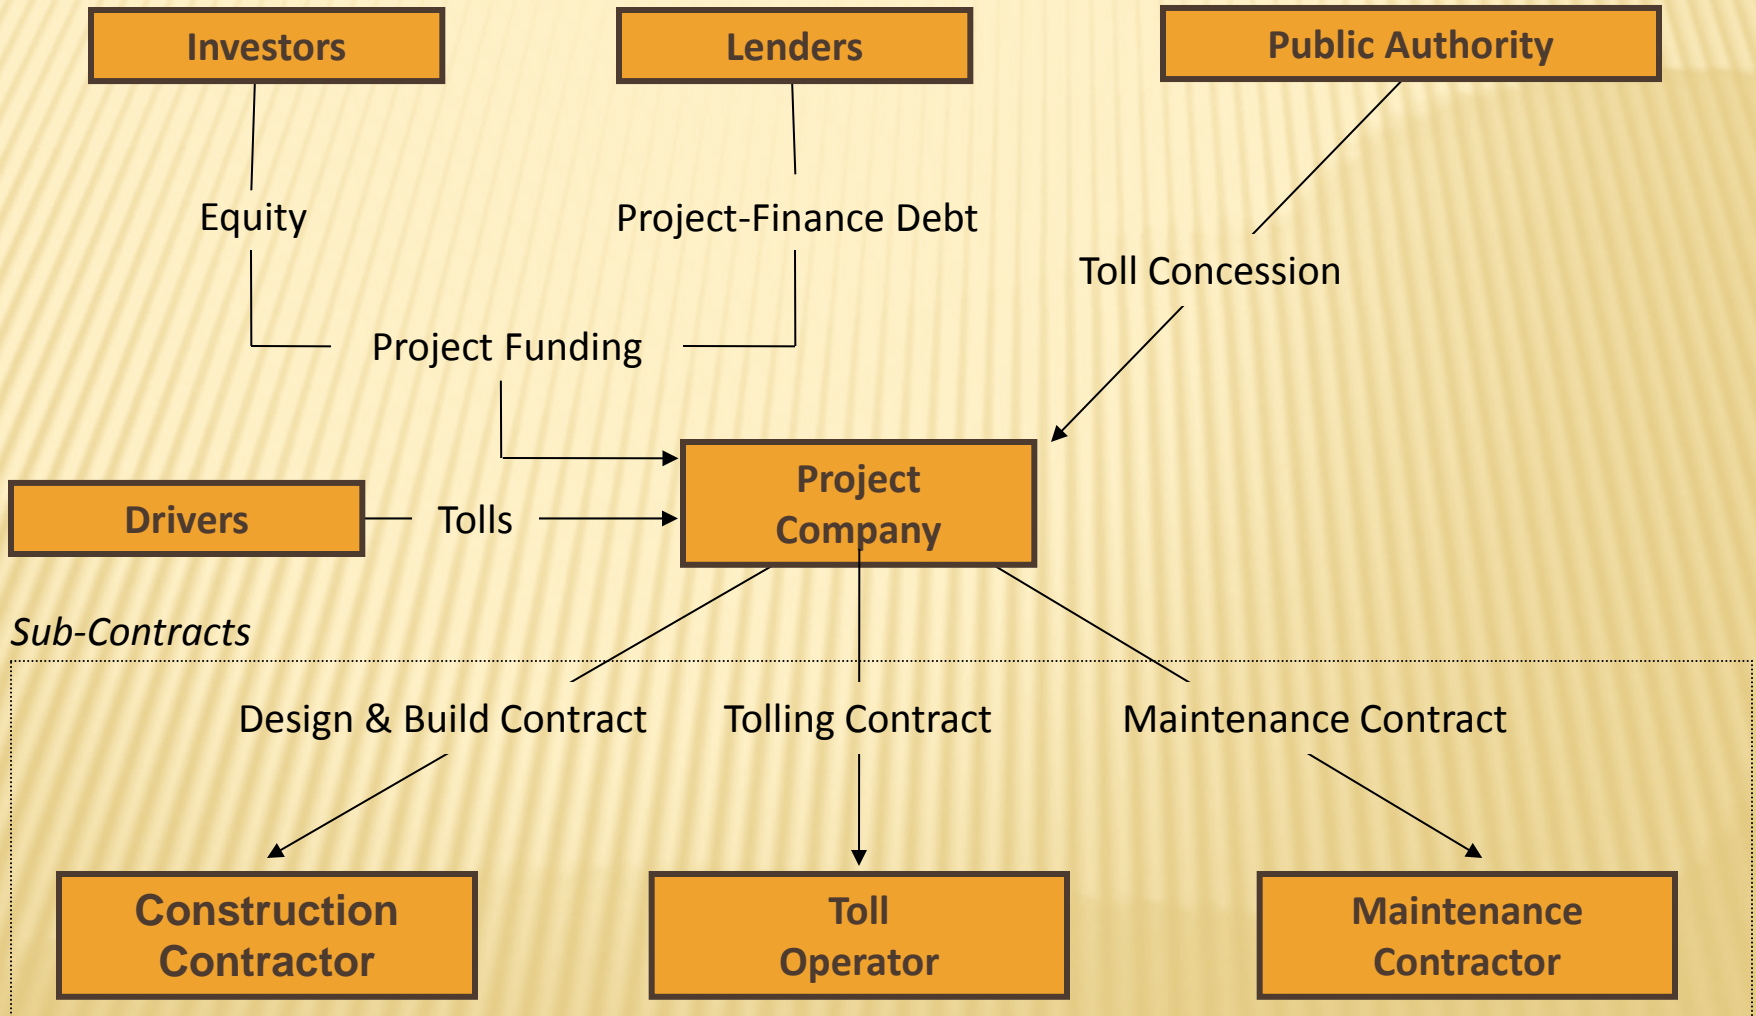 Investors
Lenders
Public Authority
Equity
Project-Finance Debt
Toll Concession
Project Funding
Project
Company
Drivers
Tolls
Sub-Contracts
Design & Build Contract
Tolling Contract
Maintenance Contract
Construction
Contractor
Toll
Operator
Maintenance
Contractor